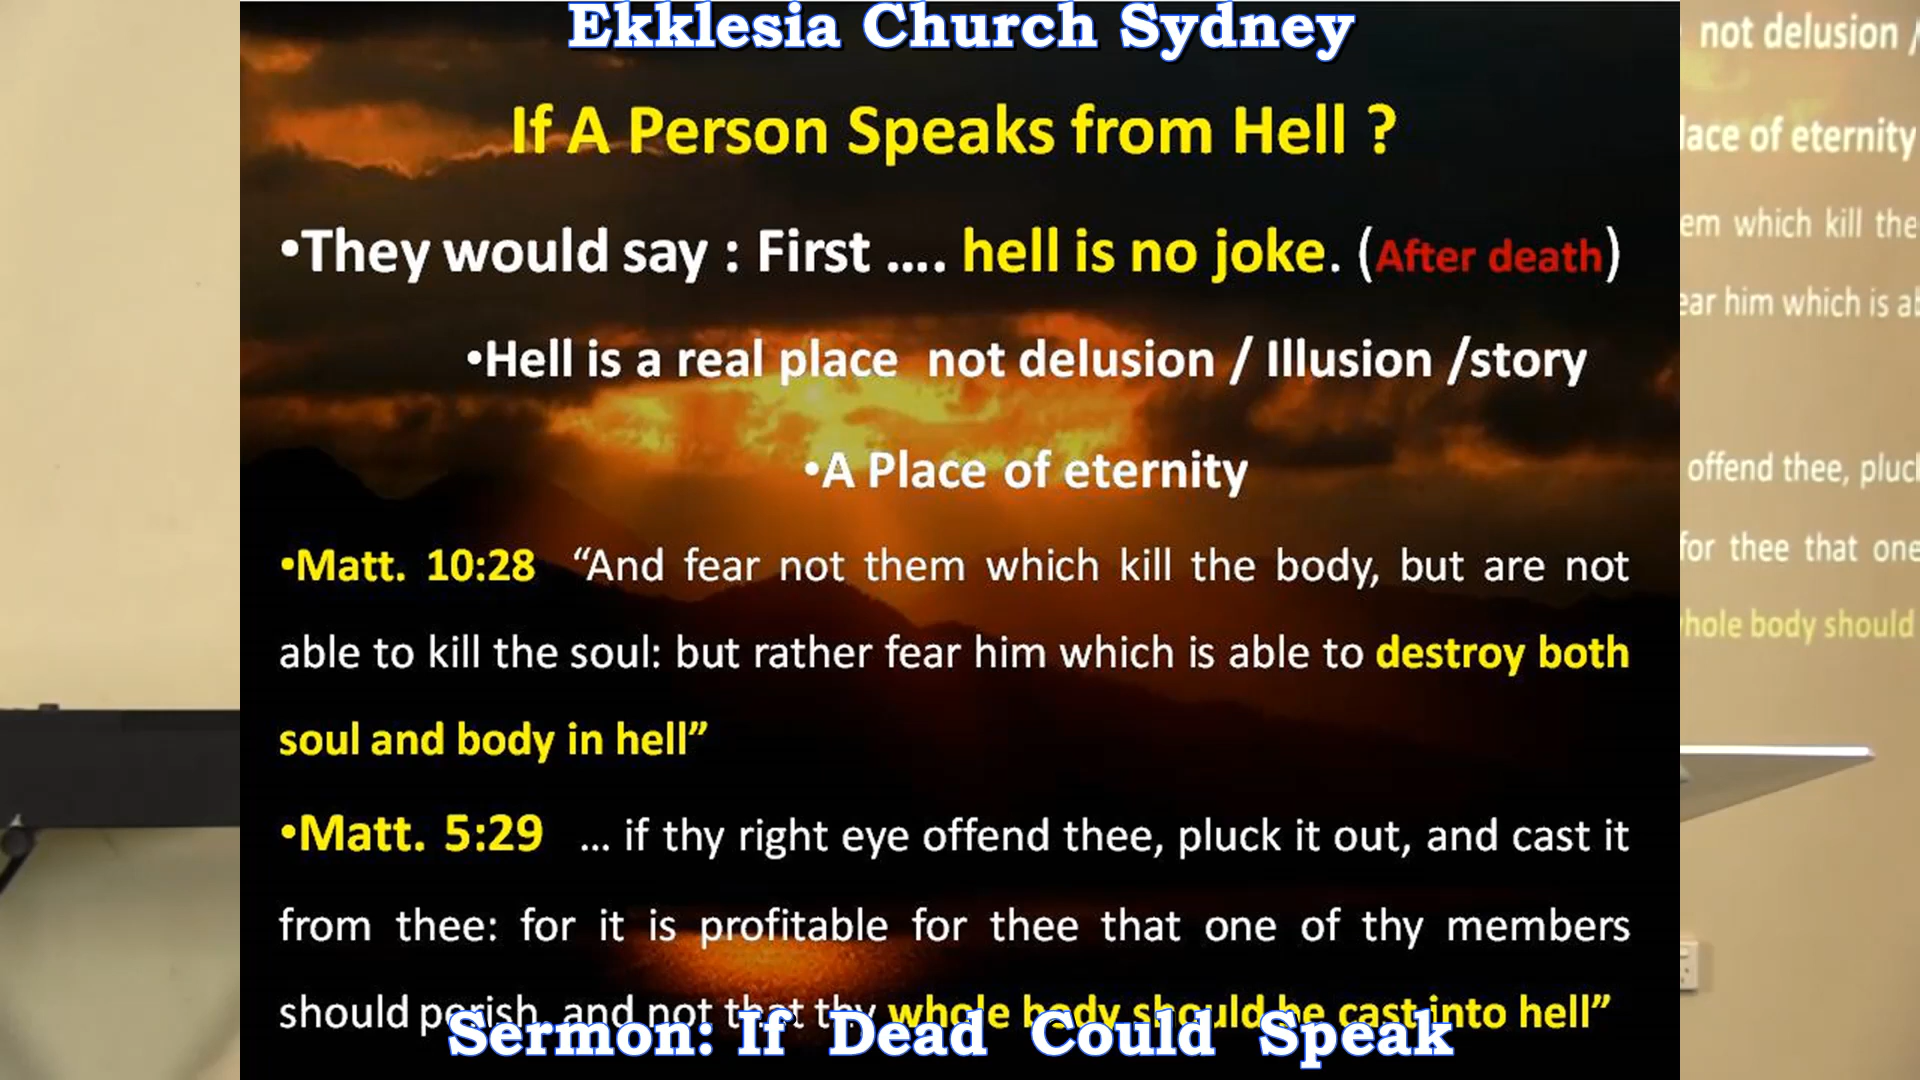 Ekklesia Church Sydney
If A Person Speaks from Hell ?
•They would say : First .... hell is no joke. (After death)
•Hell is a real place not delusion / Illusion /story
•A Place of eternity
•Matt. 10:28 “And fear not them which kill the body, but are not
able to kill the soul: but rather fear him which is able to destroy both
soul and body in hell”
•Matt. 5:29 ... if thy right eye offend thee, pluck it out, and cast it
from thee: for it is profitable for thee that one of thy members
should perish, and not that thy whole body should be cast into hell”
Sermon: If Dead Could Speak
not delusion /
lace of eternity
em which kill the
ear him which is
offend thee,
for thee that one
whole body should